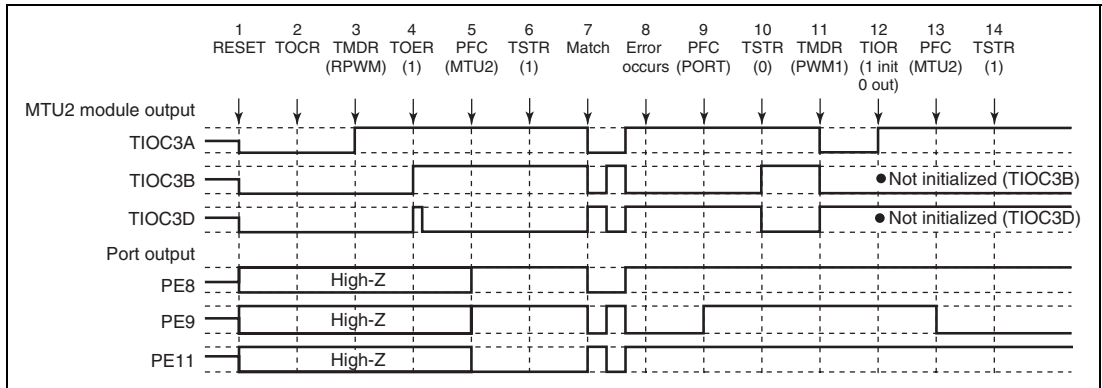 1 2 3 4 5 6 7 8 9 10 11 12 13 14
RESET TOCR TMDR TOER PFC TSTR Match Error PFC TSTR TMDR TIOR PFC TSTR
(RPWM) (1) (MTU2) (1) occurs (PORT) (0) (PWM1) (1 init (MTU2) (1)
0 out)
MTU2 module output
TIOC3A
TIOC3B
● Not initialized (TIOC3B)
TIOC3D
● Not initialized (TIOC3D)
Port output
PE8
High-Z
PE9
High-Z
PE11
High-Z